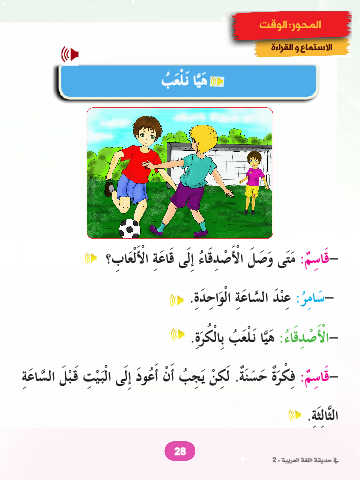 المحور: الوقت
الاستماع و القراءة
هَيَّا نَلْعَبُ
–قَاسِمٌ: مَتَى وَصَلَ الْأَصْدِقَاءُ إِلَى قَاعَةِ الْأَلْعَابِ؟
–سَامِرٌ: عِنْدَ السَّاعَةِ الْوَاحِدَةِ.
–الْأَصْدِقَاءُ: هَيَّا نَلْعَبُ بِالْكُرَةِ.
–قَاسِمٌ: فِكْرَةٌ حَسَنَةٌ. لَكِنْ يَجِبُ أَنْ أَعُودَ إِلَى الْبَيْتِ قَبْلَ السَّاعَةِ
الثَّالِثَةِ.
28
في حديقة اللغة العربية - 2